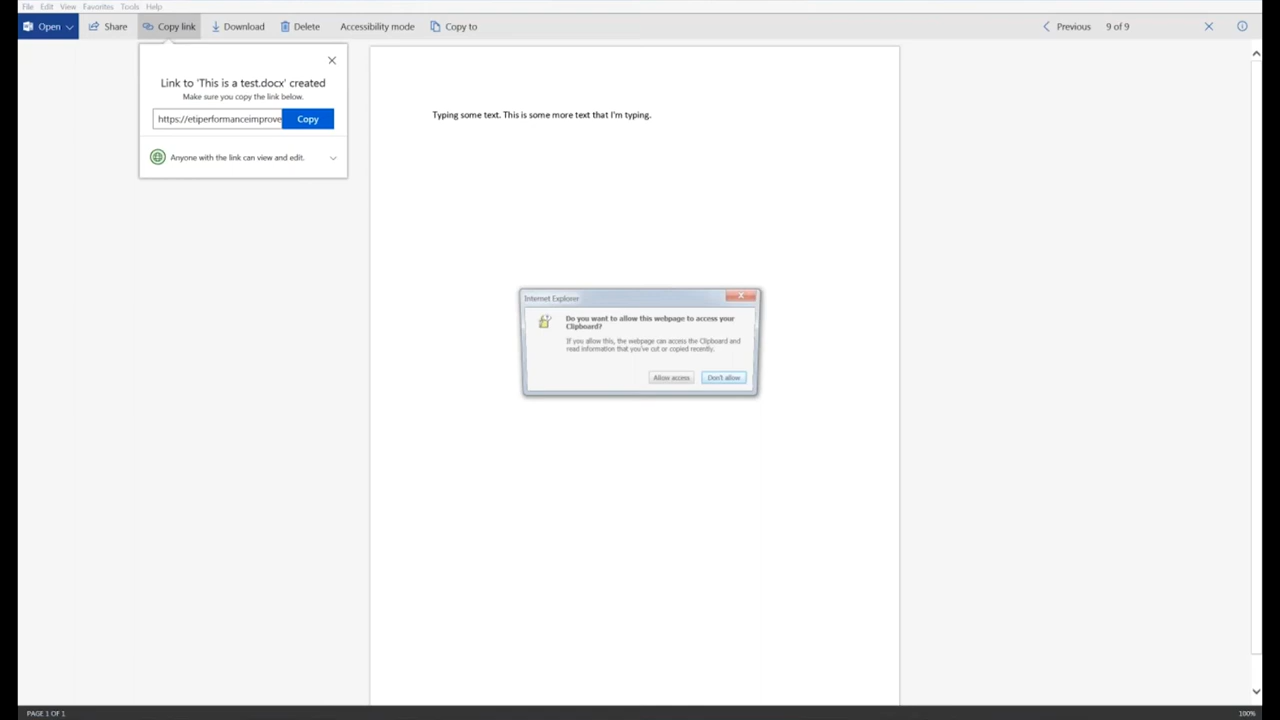 File Edit View Favorites Tools Help
Open Share Copy link Download Delete Accessibility mode Copy to Previous 9 of 9
Link to 'This is a test.docx' created
Make sure you copy the link below.
https://etiperformanceimprove Copy
Anyone with the link can view and edit.
Typing some text. This is some more text that I'm typing.
Internet Explorer
Do you want to allow this webpage to access your
Clipboard?
If you allow this, the webpage can access the Clipboard and
read information that you've cut or copied recently.
Allow access Don't allow
PAGE 1 OF 1 100%